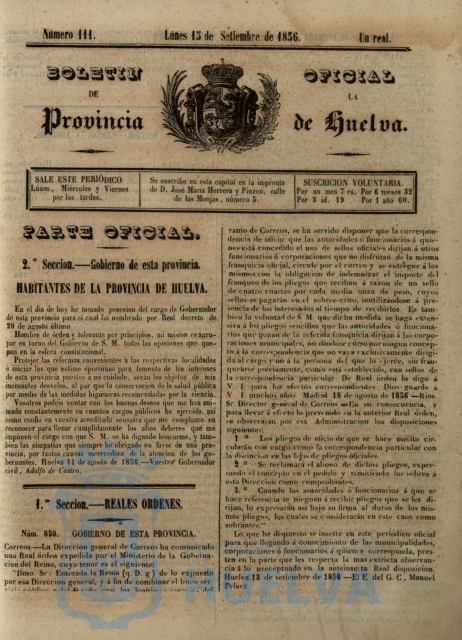 Número 111.
Lúnes 15 de Setiembre de 1856.
Un real.
BOLETIN
OFICIAL
DE
LA
Provincia
de Huelva.
SALE ESTE PERIÓDICO
Lúnes, Miércoles y Viernes
por las tardes.
Se suscribe en esta capital en la imprenta
de D. José María Herrera y Pinzon, calle
de las Monjas, número 5.
SUSCRICION VOLUNTARIA.
Por un mes 7 rs. Por 6 meses 32
Por 3 id. 19 Por 1 año 60.
PARTE OFICIAL.
2.ª Seccion.—Gobierno de esta provincia.
HABITANTES DE LA PROVINCIA DE HUELVA.
En el dia de hoy he tomado posesion del cargo de Gobernador
de esta provincia para el cual fui nombrado por Real decreto de
20 de agosto último
Hombre de órden y tolerante por principios, mi mismo
en torno del Gobierno de S. M. todas las opiniones que
pan en la esfera constitucional.
Protejer las reformas convenientes á las respectivas localidades
é iniciar las que estime oportunas para fomento de los intereses
de esta provincia puestos á mi cuidado, serán los objetos de mis
incesantes desvelos, al par que la conservacion de la salud pública
por medio de las medidas higiénicas recomendadas por la ciencia.
Vosotros podeis contar con los buenos deseos que me han ani-
mado constantemente en cuantos cargos públicos he ejercido, así
como confio en vuestra acreditada sensatez que me complazco en
reconocer para llenar cumplidamente los altos deberes que me
imponen el cargo con que S. M. se ha dignado honrarme, y tam-
bien las simpatias que siempre he abrigado en favor de esa pro-
vincia, por tantas causas merecedora de la atencion de los go-
bernantes. Huelva 14 de agosto de 1856.—Vuestro Gobernador
civil, Adolfo de Castro.
1.ª Seccion.—REALES ORDENES.
Núm. 850. GOBIERNO DE ESTA PROVINCIA.
Correos —La Direccion general de Correos ha comunicado
una Real órden expedida por el Ministerio de la Goberna-
cion del Reino, cuyo tenor es el siguiente:
"Ilmo. Sr.: Enterada la Reina (q. D. g.) de lo expuesto
por esa Direccion general, y á fin de combinar el buen ser-
ramo de Correos, se ha servido disponer que la correspon-
dencia de oficio que las autoridades ó funcionarios á quie-
nes está concedido el uso de sellos oficiales dirijan á otros
funcionarios ó corporaciones que no disfrutan de la misma
franquicia oficial, circule por el correo y se entregue á los
mismos con la obligacion de indemnizar el importe del
franqueo de los pliegos que reciban á razon de un sello
de cuatro cuartos por cada media onza de peso, cuyos
sellos se pagarán en el sobre-escrito, inutilizándose á pre-
sencia de los interesados al tiempo de recibirlos. Es tam-
bien la voluntad de S M. que dicha medida se haga exten-
siva á los pliegos sencillos que las autoridades ó funciona-
rios que gozan de la referida franquicia dirijan á las corpo-
raciones municipales, no dándose curso por ningun concep-
to á la correspondencia que no vaya exclusivamente dirigi-
da al cargo y no á la persona del que lo ejerce, sin fran-
quearse préviamente, como está establecido, con sellos de
la correspondencia particular De Real órden lo digo á
V. I para los efectos correspondientes. Dios guarde á
V. I muchos años. Madrid 18 de agosto de 1856—Rios.
Sr. Director general de Correos.—En su consecuencia, y
para llevar á efecto lo prevenido en la anterior Real órden,
se observarán por esa Administracion las disposiciones
siguientes:
1.ª Los pliegos de oficio de que se hace mérito cir-
cularán con cargo como la correspondencia particular con
la distincion en las fajas de pliegos oficiales.
2.ª Se reclamará el abono de dichos pliegos, expre-
sando el concepto en el pedido y remitiendo los sobres á
esta Direccion como comprobantes.
3.ª Cuando las autoridades ó funcionarios á que se
hace referencia se nieguen á recibir pliegos que se les di-
rijan, lo expresarán así bajo su firma al dorso de los mis-
mos pliegos, los cuales se considerarán en este caso como
sobrantes."
Lo que he dispuesto se inserte en este periódico oficial
para que llegando á conocimiento de las municipalidades,
corporaciones ó funcionarios á quien corresponda, pres-
ten en la parte que les respecta la mas estricta observan-
cia á lo preceptuado en la anteinserta Real disposicion.
Huelva 13 de setiembre de 1856 —El E. del G. C., Manuel
Pelaez
HUELVA